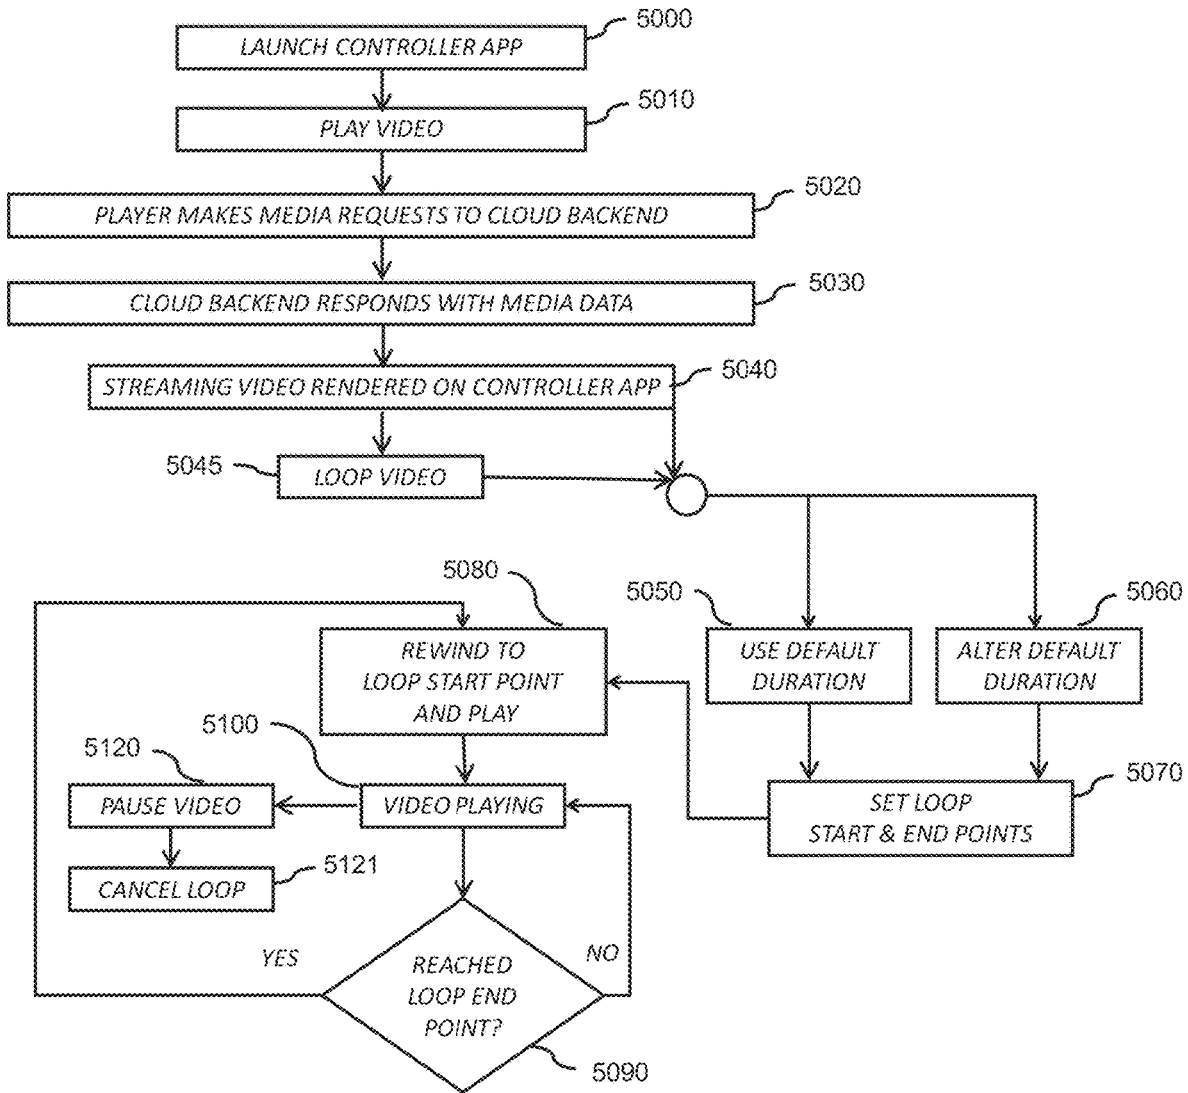 5000
LAUNCH CONTROLLER APP
5010
PLAY VIDEO
5020
PLAYER MAKES MEDIA REQUESTS TO CLOUD BACKEND
5030
CLOUD BACKEND RESPONDS WITH MEDIA DATA
5040
STREAMING VIDEO RENDERED ON CONTROLLER APP
5045
LOOP VIDEO
5080
5050
5060
REWIND TO
LOOP START POINT
AND PLAY
USE DEFAULT
DURATION
ALTER DEFAULT
DURATION
5100
5120
5070
PAUSE VIDEO
VIDEO PLAYING
SET LOOP
START & END POINTS
5121
CANCEL LOOP
YES
NO
REACHED
LOOP END
POINT?
5090